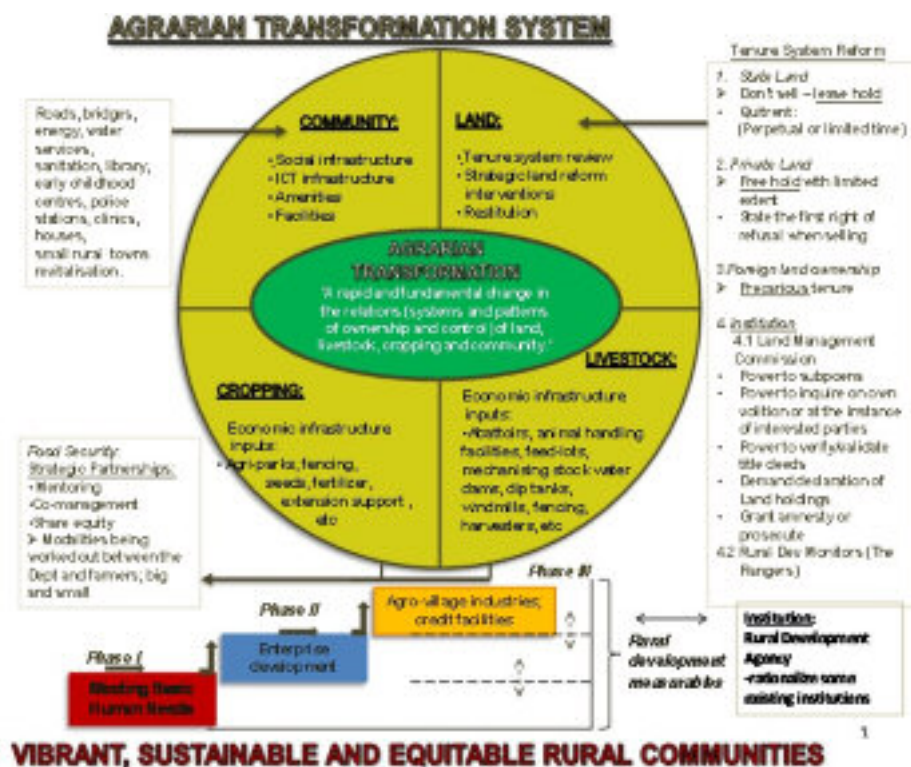 AGRARIAN TRANSFORMATION SYSTEM
Roads, bridges,
energy, water
services,
sanitation, library,
early childhood
centres, police
stations, clinics,
houses,
small rural towns
revitalisation.
COMMUNITY:
•Social infrastructure
•ICT infrastructure
•Amenities
•Facilities
LAND:
•Tenure system review
•Strategic land reform
interventions
•Restitution
AGRARIAN
TRANSFORMATION
"A rapid and fundamental change in
the relations (systems and patterns
of ownership and control) of land,
livestock, cropping and community."
CROPPING:
Economic infrastructure
inputs:
• Agri-parks, fencing,
seeds, fertilizer,
extension support ,
etc
LIVESTOCK:
Economic infrastructure
inputs:
•Abattoirs, animal handling
facilities, feed-lots,
mechanising stock water
dams, dip tanks,
windmills, fencing,
harvesters, etc
Tenure System Reform
1. State Land
➢ Don't sell – lease hold
• Quitrent:
(Perpetual or limited time)
2. Private Land
➢ Free hold with limited
extent
• State the first right of
refusal when selling
3.Foreign land ownership
➢ Precarious tenure
4. Institution
4.1 Land Management
Commission
• Power to subpoena
• Power to inquire on own
volition or at the instance
of interested parties
• Power to verify/validate
title deeds
• Demand declaration of
Land holdings
• Grant amnesty or
prosecute
4.2 Rural Dev Monitors (The
Rangers)
Food Security:
Strategic Partnerships:
•Mentoring
•Co-management
•Share equity
➢ Modalities being
worked out between the
Dept and farmers; big
and small
Phase III
Agro-village industries;
credit facilities
Phase II
Enterprise
development
Phase I
Meeting Basic
Human Needs
Rural
development
measurables
Institution:
Rural Development
Agency
-rationalize some
existing institutions
1
VIBRANT, SUSTAINABLE AND EQUITABLE RURAL COMMUNITIES